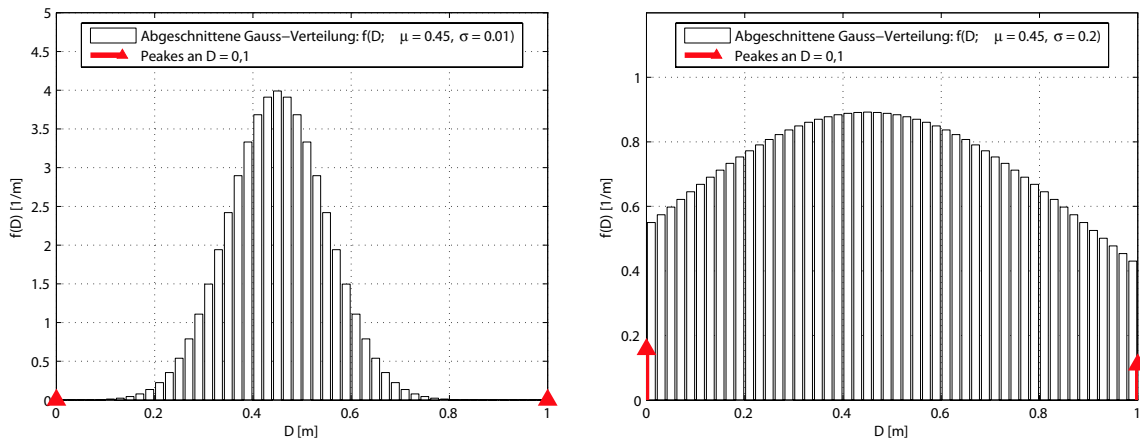 Abgeschnittene Gauss−Verteilung: f(D; μ = 0.45, σ = 0.01)
Peakes an D = 0,1
5
4.5
4
3.5
3
2.5
2
1.5
1
0.5
0
f(D) [1/m]
0 0.2 0.4 0.6 0.8 1
D [m]
Abgeschnittene Gauss−Verteilung: f(D; μ = 0.45, σ = 0.2)
Peakes an D = 0,1
1
0.8
0.6
0.4
0.2
0
f(D) [1/m]
0 0.2 0.4 0.6 0.8 1
D [m]